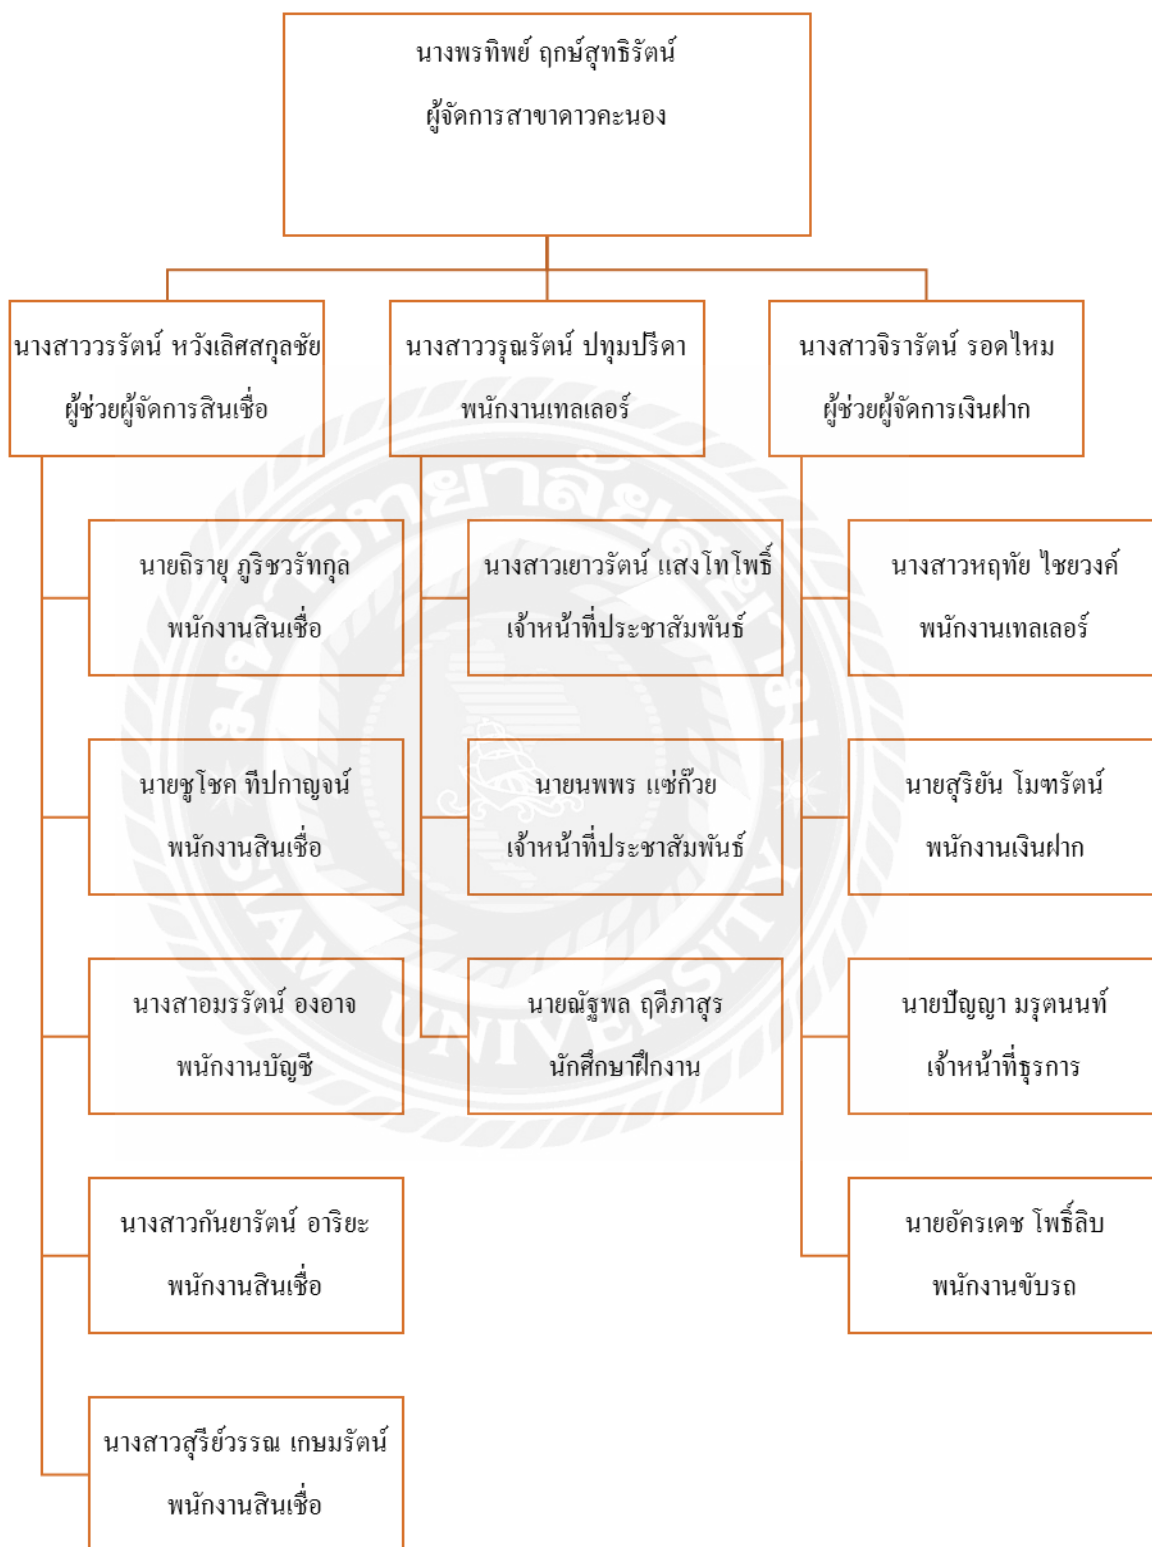 นางพรทิพย์ ฤกษ์สุทธิรัตน์
ผู้จัดการสาขาดาวคะนอง
นางสาววรรัตน์ หวังเลิศสกุลชัย
ผู้ช่วยผู้จัดการสินเชื่อ
นางสาววรุณรัตน์ ปทุมปรีดา
พนักงานเทลเลอร์
นางสาวจิรารัตน์ รอดไหม
ผู้ช่วยผู้จัดการเงินฝาก
นายถิรายุ ภูริชวรัทกุล
พนักงานสินเชื่อ
นางสาวเยาวรัตน์ แสงโทโพธิ์
เจ้าหน้าที่ประชาสัมพันธ์
นางสาวหฤทัย ไชยวงค์
พนักงานเทลเลอร์
นายชูโชค ทีปกาญจน์
พนักงานสินเชื่อ
นายนพพร แซ่ก๊วย
เจ้าหน้าที่ประชาสัมพันธ์
นายสุริยัน โมฑรัตน์
พนักงานเงินฝาก
นางสาอมรรัตน์ องอาจ
พนักงานบัญชี
นายณัฐพล ฤดีภาสุร
นักศึกษาฝึกงาน
นายปัญญา มรุตนนท์
เจ้าหน้าที่ธุรการ
นางสาวกันยารัตน์ อาริยะ
พนักงานสินเชื่อ
นายอัครเดช โพธิ์ลิบ
พนักงานขับรถ
นางสาวสุรีย์วรรณ เกษมรัตน์
พนักงานสินเชื่อ
มหาวิทยาลัยสยาม
SIAM UNIVERSITY